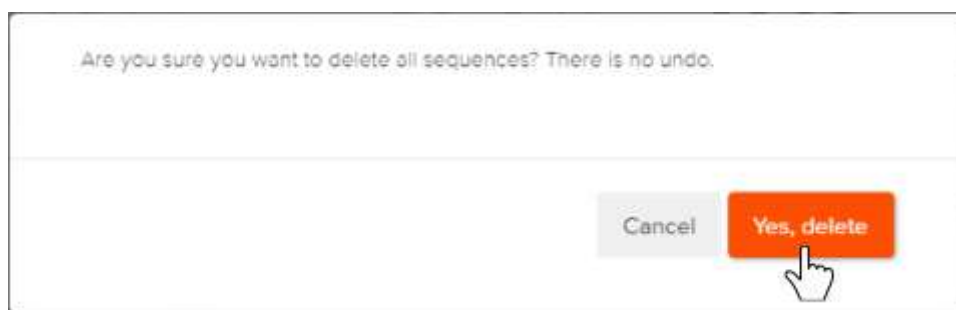 Are you sure you want to delete all sequences? There is no undo.
Cancel
Yes, delete